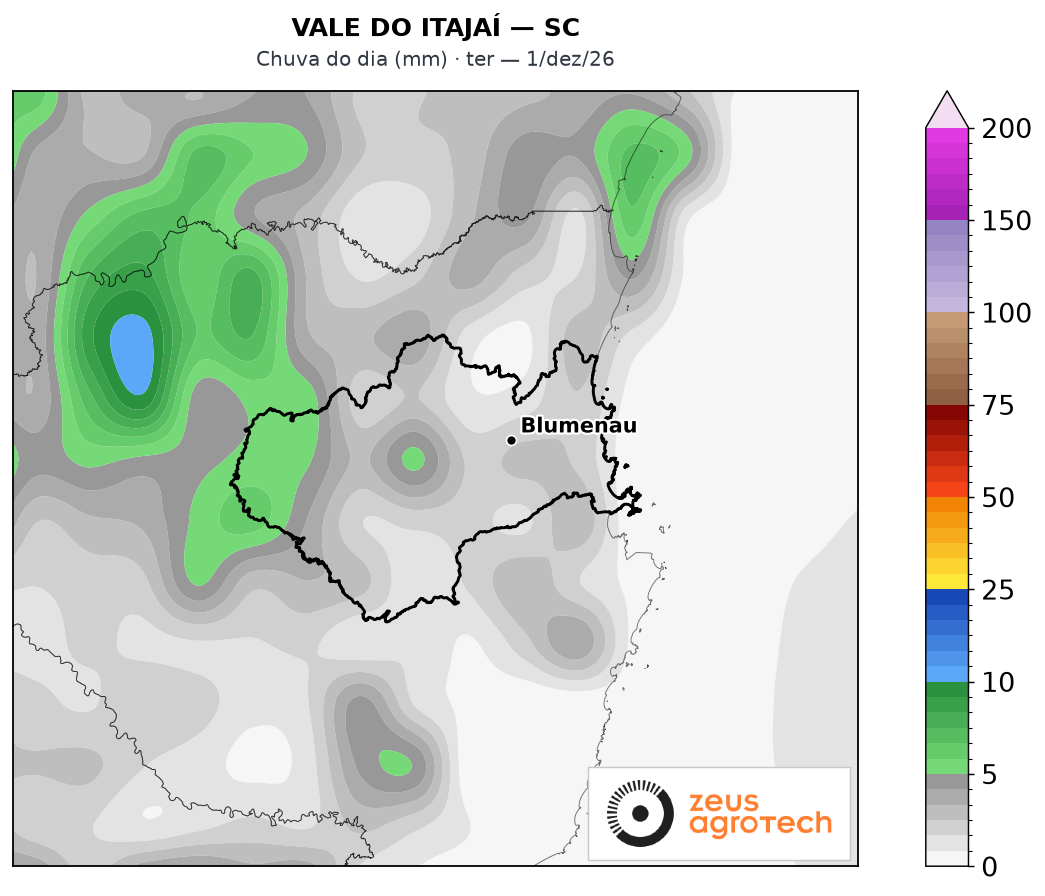 VALE DO ITAJAÍ — SC
Chuva do dia (mm) · ter — 1/dez/26
200
150
100
75
50
25
10
5
0
Blumenau
zeus
agrotech